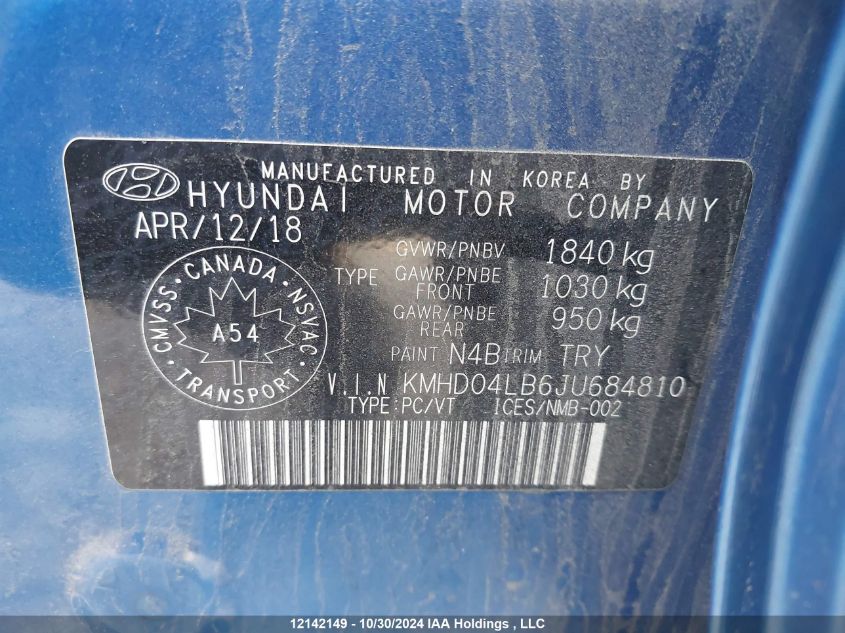 MANUFACTURED IN KOREA BY
HYUNDAI MOTOR COMPANY
APR/12/18
GVWR/PNBV 1840 kg
TYPE GAWR/PNBE FRONT 1030 kg
GAWR/PNBE REAR 950 kg
PAINT N4B TRIM TRY
V.I.N KMHD04LB6JU684810
TYPE:PC/VT ICES/NMB-002
CANADA
CMVSS NSVAC
A54
TRANSPORT
12142149 - 10/30/2024 IAA Holdings , LLC